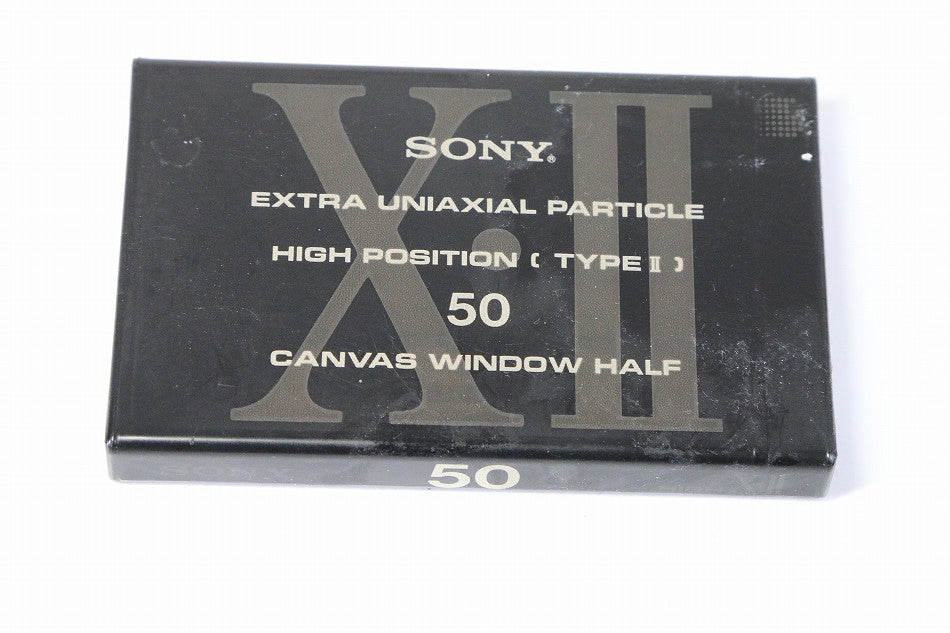 X·II
SONY®
EXTRA UNIAXIAL PARTICLE
HIGH POSITION ( TYPE II )
50
CANVAS WINDOW HALF
SONY 50 X·II